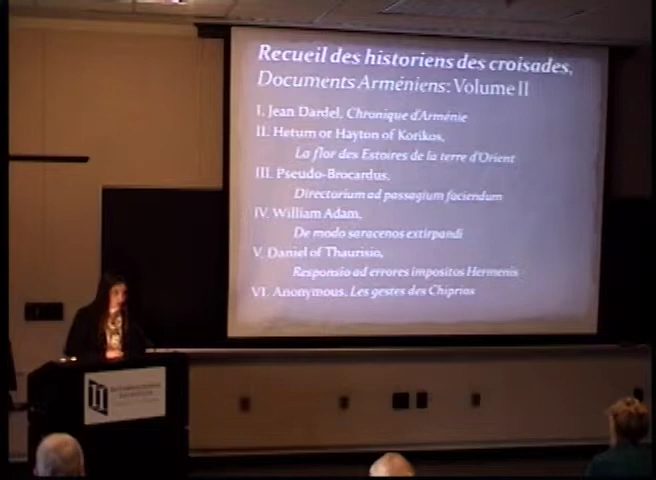 Recueil des historiens des croisades,
Documents Arméniens: Volume II
I. Jean Dardel, Chronique d'Arménie
II. Hetum or Hayton of Korikos,
La flor des Estoires de la terre d'Orient
III. Pseudo-Brocardus,
Directorium ad passagium faciendum
IV. William Adam,
De modo saracenos extirpandi
V. Daniel of Thaurisio,
Responsio ad errores impositos Hermenis
VI. Anonymous, Les gestes des Chiprois